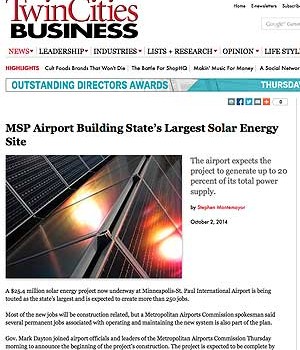 TwinCities
BUSINESS
Home E-newsletters Subscribe
NEWS LEADERSHIP INDUSTRIES LISTS + RESEARCH OPINION LIFE STYL
HIGHLIGHTS Cult Foods Brands That Won't Die The Battle For ShopHQ Makin' Music For Money A Social Networ
OUTSTANDING DIRECTORS AWARDS THURSDA
MSP Airport Building State's Largest Solar Energy
Site
The airport expects the
project to generate up to 20
percent of its total power
supply.
by Stephen Montemayor
October 2, 2014
A $25.4 million solar energy project now underway at Minneapolis-St. Paul International Airport is being
touted as the state's largest and is expected to create more than 250 jobs.
Most of the new jobs will be construction related, but a Metropolitan Airports Commission spokesman said
several permanent jobs associated with operating and maintaining the new system is also part of the plan.
Gov. Mark Dayton joined airport officials and leaders of the Metropolitan Airports Commission Thursday
morning to announce the beginning of the project's construction. The project is expected to be complete by